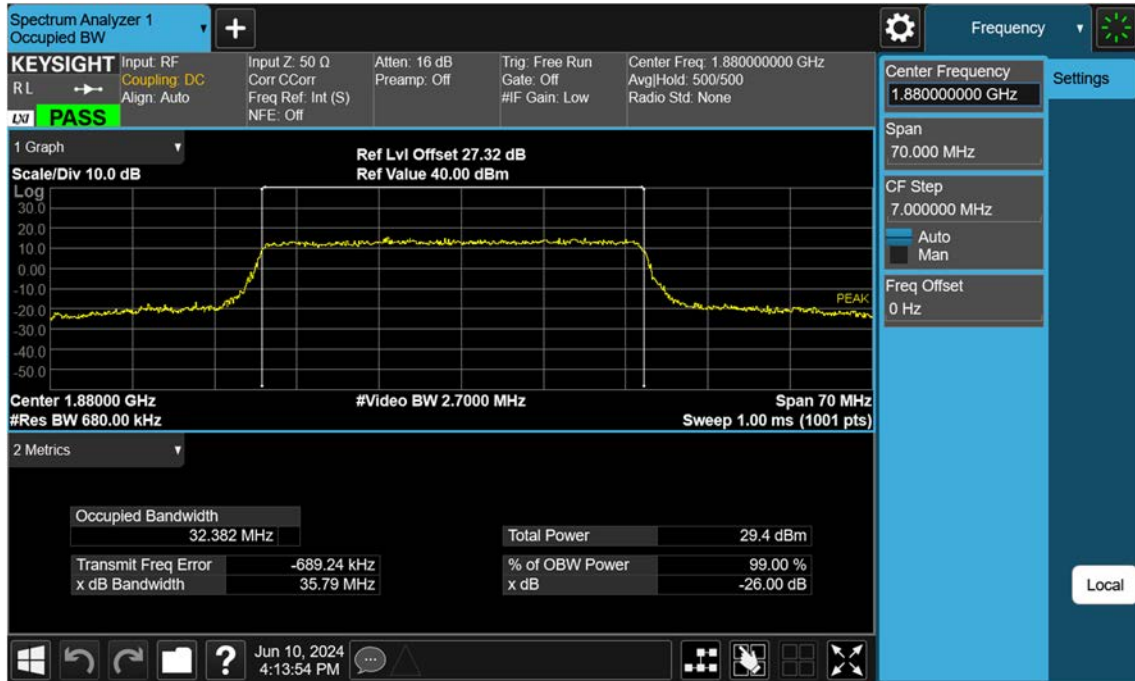 Spectrum Analyzer 1
Occupied BW
+
Frequency
KEYSIGHT
R L
LXI PASS
Input: RF
Coupling: DC
Align: Auto
Input Z: 50 Ω
Corr CCorr
Freq Ref: Int (S)
NFE: Off
Atten: 16 dB
Preamp: Off
Trig: Free Run
Gate: Off
#IF Gain: Low
Center Freq: 1.880000000 GHz
Avg|Hold: 500/500
Radio Std: None
1 Graph
Scale/Div 10.0 dB
Ref Lvl Offset 27.32 dB
Ref Value 40.00 dBm
Log
30.0
20.0
10.0
0.00
-10.0
-20.0
-30.0
-40.0
-50.0
PEAK
Center 1.88000 GHz
#Video BW 2.7000 MHz
Span 70 MHz
#Res BW 680.00 kHz
Sweep 1.00 ms (1001 pts)
2 Metrics
Occupied Bandwidth
32.382 MHz
Total Power 29.4 dBm
Transmit Freq Error -689.24 kHz
% of OBW Power 99.00 %
x dB Bandwidth 35.79 MHz
x dB -26.00 dB
Center Frequency
1.880000000 GHz
Settings
Span
70.000 MHz
CF Step
7.000000 MHz
Auto
Man
Freq Offset
0 Hz
Local
?
Jun 10, 2024
4:13:54 PM